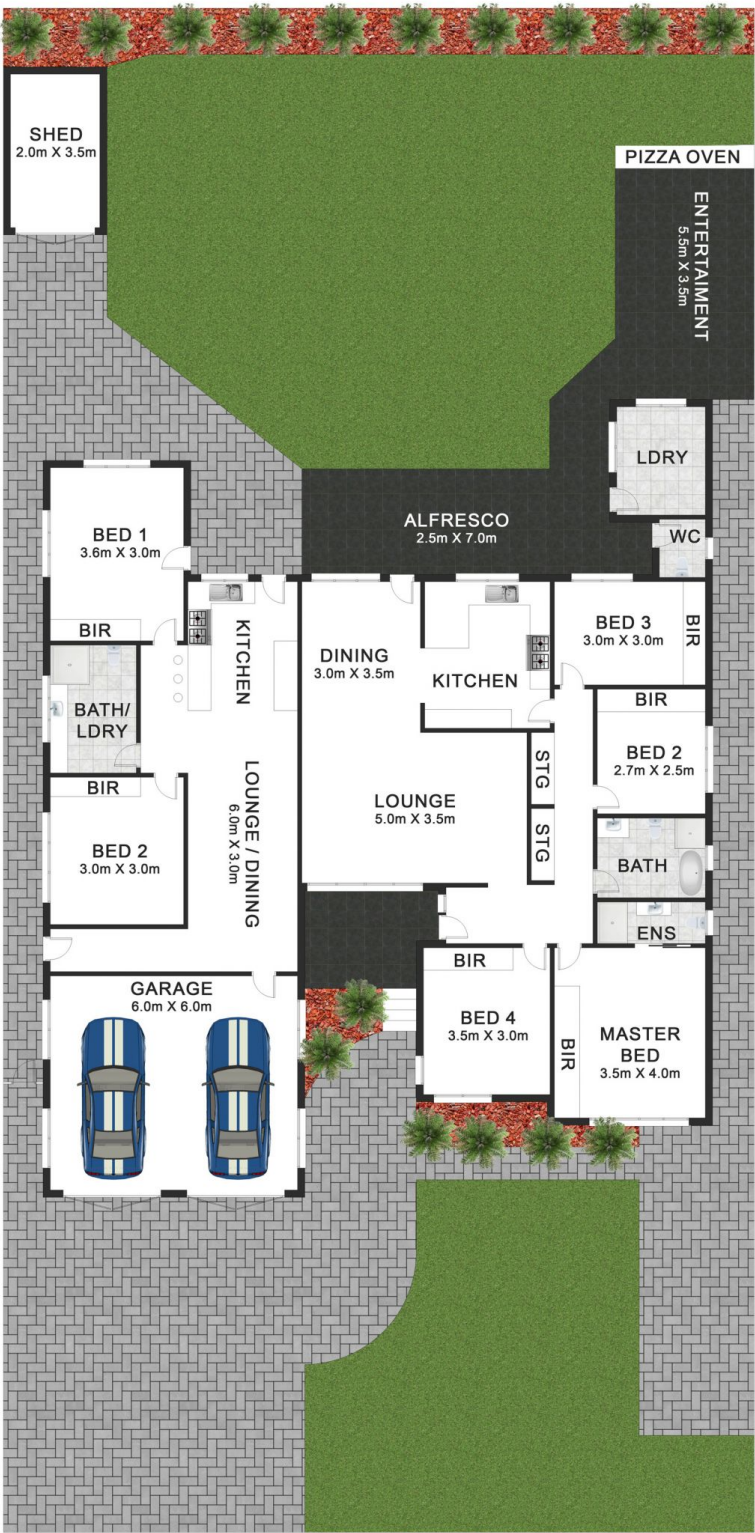 SHED
2.0m X 3.5m
PIZZA OVEN
ENTERTAIMENT
5.5m X 3.5m
LDRY
WC
ALFRESCO
2.5m X 7.0m
BED 1
3.6m X 3.0m
BIR
KITCHEN
DINING
3.0m X 3.5m
KITCHEN
BED 3
3.0m X 3.0m
BIR
BATH/
LDRY
BIR
BED 2
2.7m X 2.5m
STG
STG
LOUNGE
5.0m X 3.5m
LOUNGE / DINING
6.0m X 3.0m
BIR
BED 2
3.0m X 3.0m
BATH
ENS
GARAGE
6.0m X 6.0m
BIR
BED 4
3.5m X 3.0m
BIR
MASTER
BED
3.5m X 4.0m